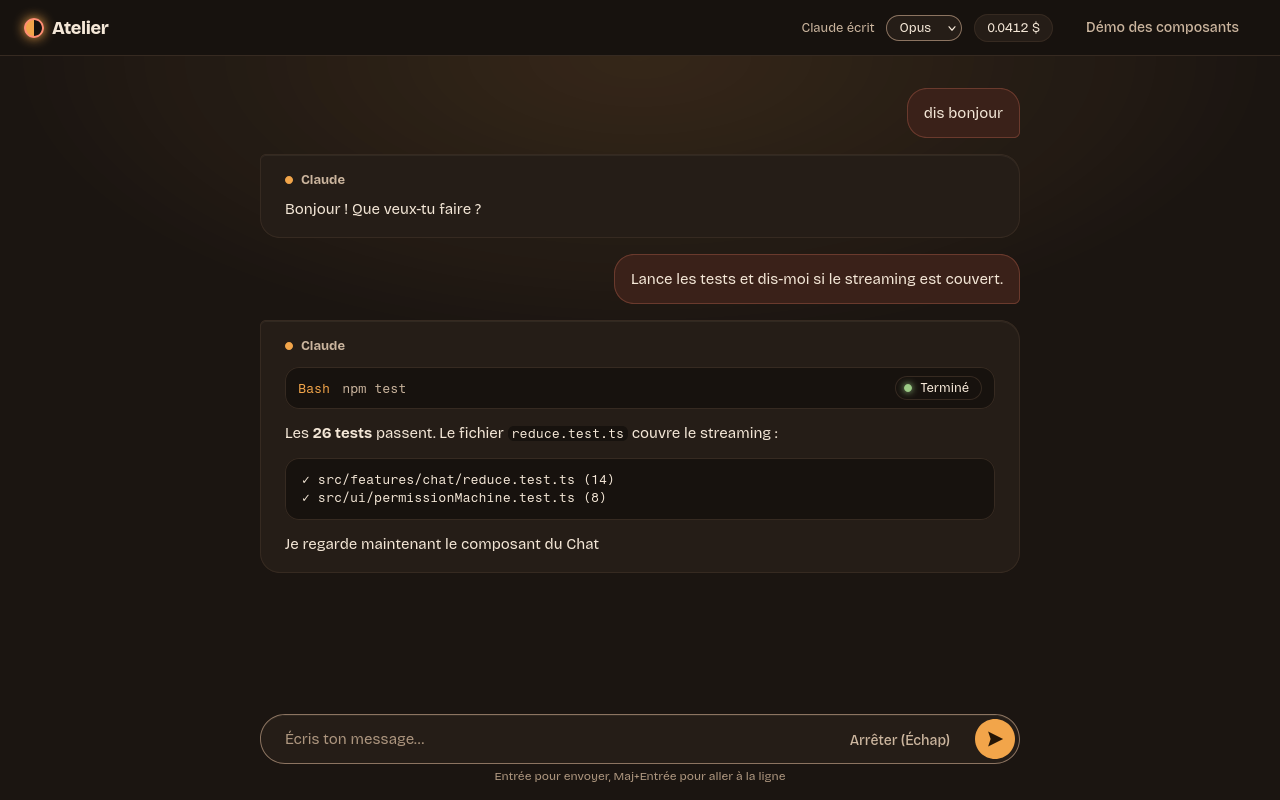 Atelier
Claude écrit
Opus
0.0412 $
Démo des composants
dis bonjour
Claude
Bonjour ! Que veux-tu faire ?
Lance les tests et dis-moi si le streaming est couvert.
Claude
Bash npm test
Terminé
Les 26 tests passent. Le fichier reduce.test.ts couvre le streaming :
✓ src/features/chat/reduce.test.ts (14)
✓ src/ui/permissionMachine.test.ts (8)
Je regarde maintenant le composant du Chat
Écris ton message...
Arrêter (Échap)
Entrée pour envoyer, Maj+Entrée pour aller à la ligne